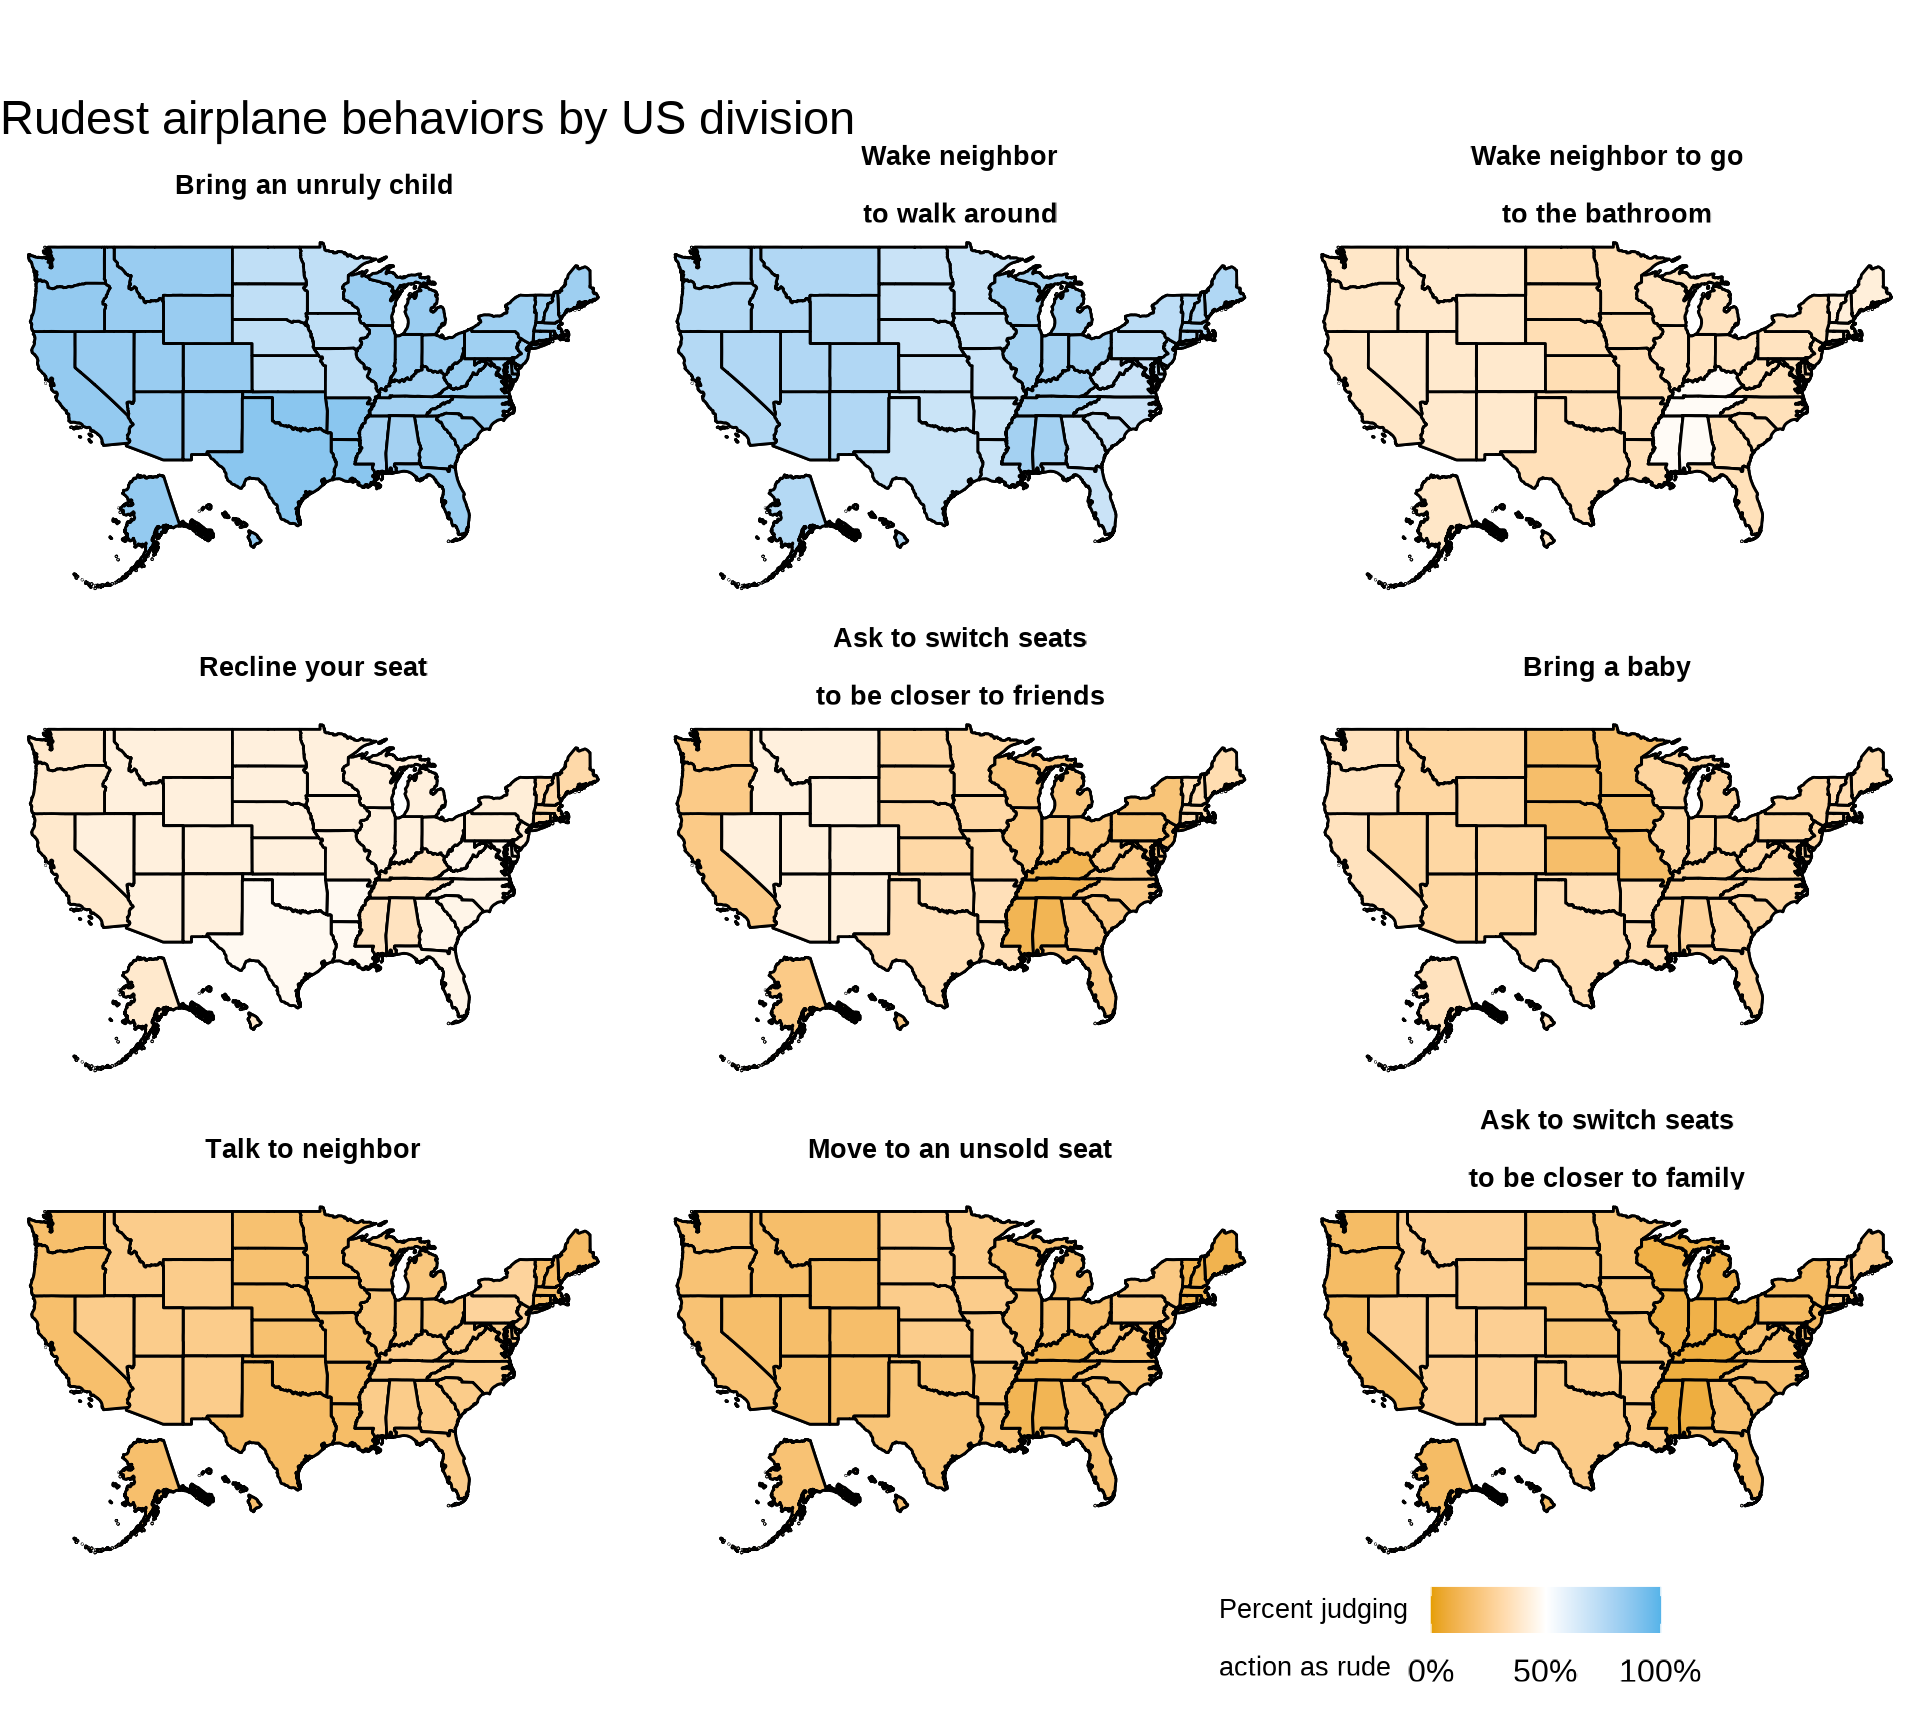 Rudest airplane behaviors by US division
Bring an unruly child
Wake neighbor
to walk around
Wake neighbor to go
to the bathroom
Recline your seat
Ask to switch seats
to be closer to friends
Bring a baby
Talk to neighbor
Move to an unsold seat
Ask to switch seats
to be closer to family
Percent judging
action as rude
0% 50% 100%